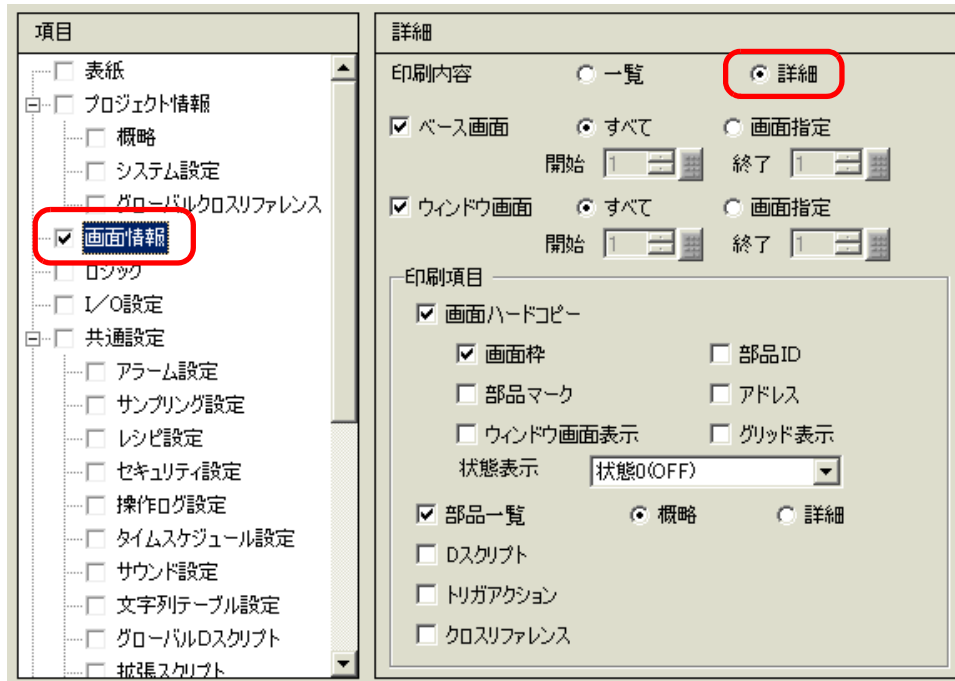 項目
表紙
プロジェクト情報
概略
システム設定
グローバルクロスリファレンス
画面情報
ロジック
I/O設定
共通設定
アラーム設定
サンプリング設定
レシピ設定
セキュリティ設定
操作ログ設定
タイムスケジュール設定
サウンド設定
文字列テーブル設定
グローバルDスクリプト
拡張スクリプト
詳細
印刷内容 一覧 詳細
ベース画面 すべて 画面指定
開始 1 終了 1
ウィンドウ画面 すべて 画面指定
開始 1 終了 1
印刷項目
画面ハードコピー
画面枠 部品ID
部品マーク アドレス
ウィンドウ画面表示 グリッド表示
状態表示 状態0(OFF)
部品一覧 概略 詳細
Dスクリプト
トリガアクション
クロスリファレンス